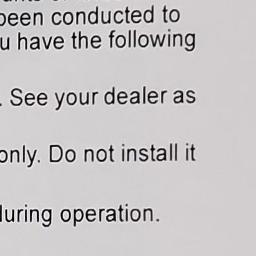 been conducted to
u have the following
. See your dealer as
only. Do not install it
during operation.